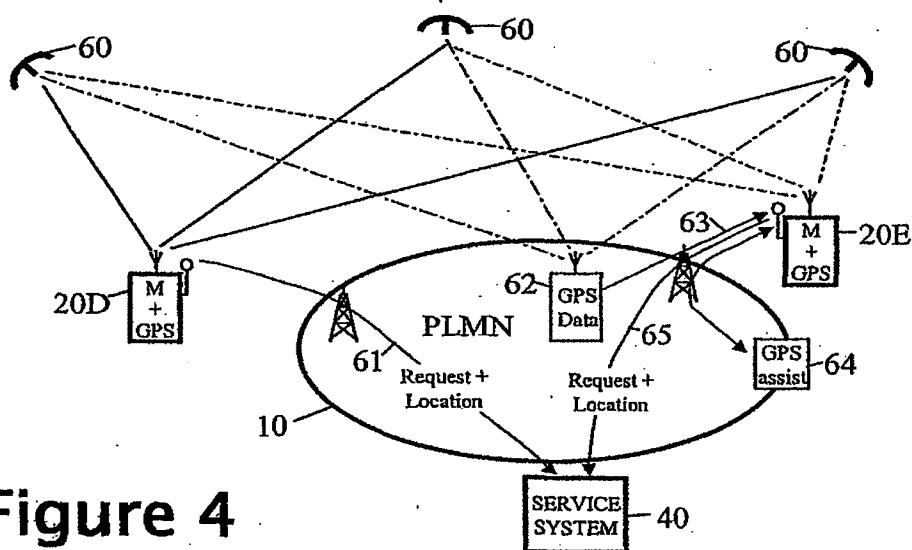 60
60
60
63
M
+
GPS
20E
20D
M
+
GPS
62
GPS
Data
PLMN
65
61
GPS
assist
64
Request +
Location
Request +
Location
10
SERVICE
SYSTEM
40
Figure 4